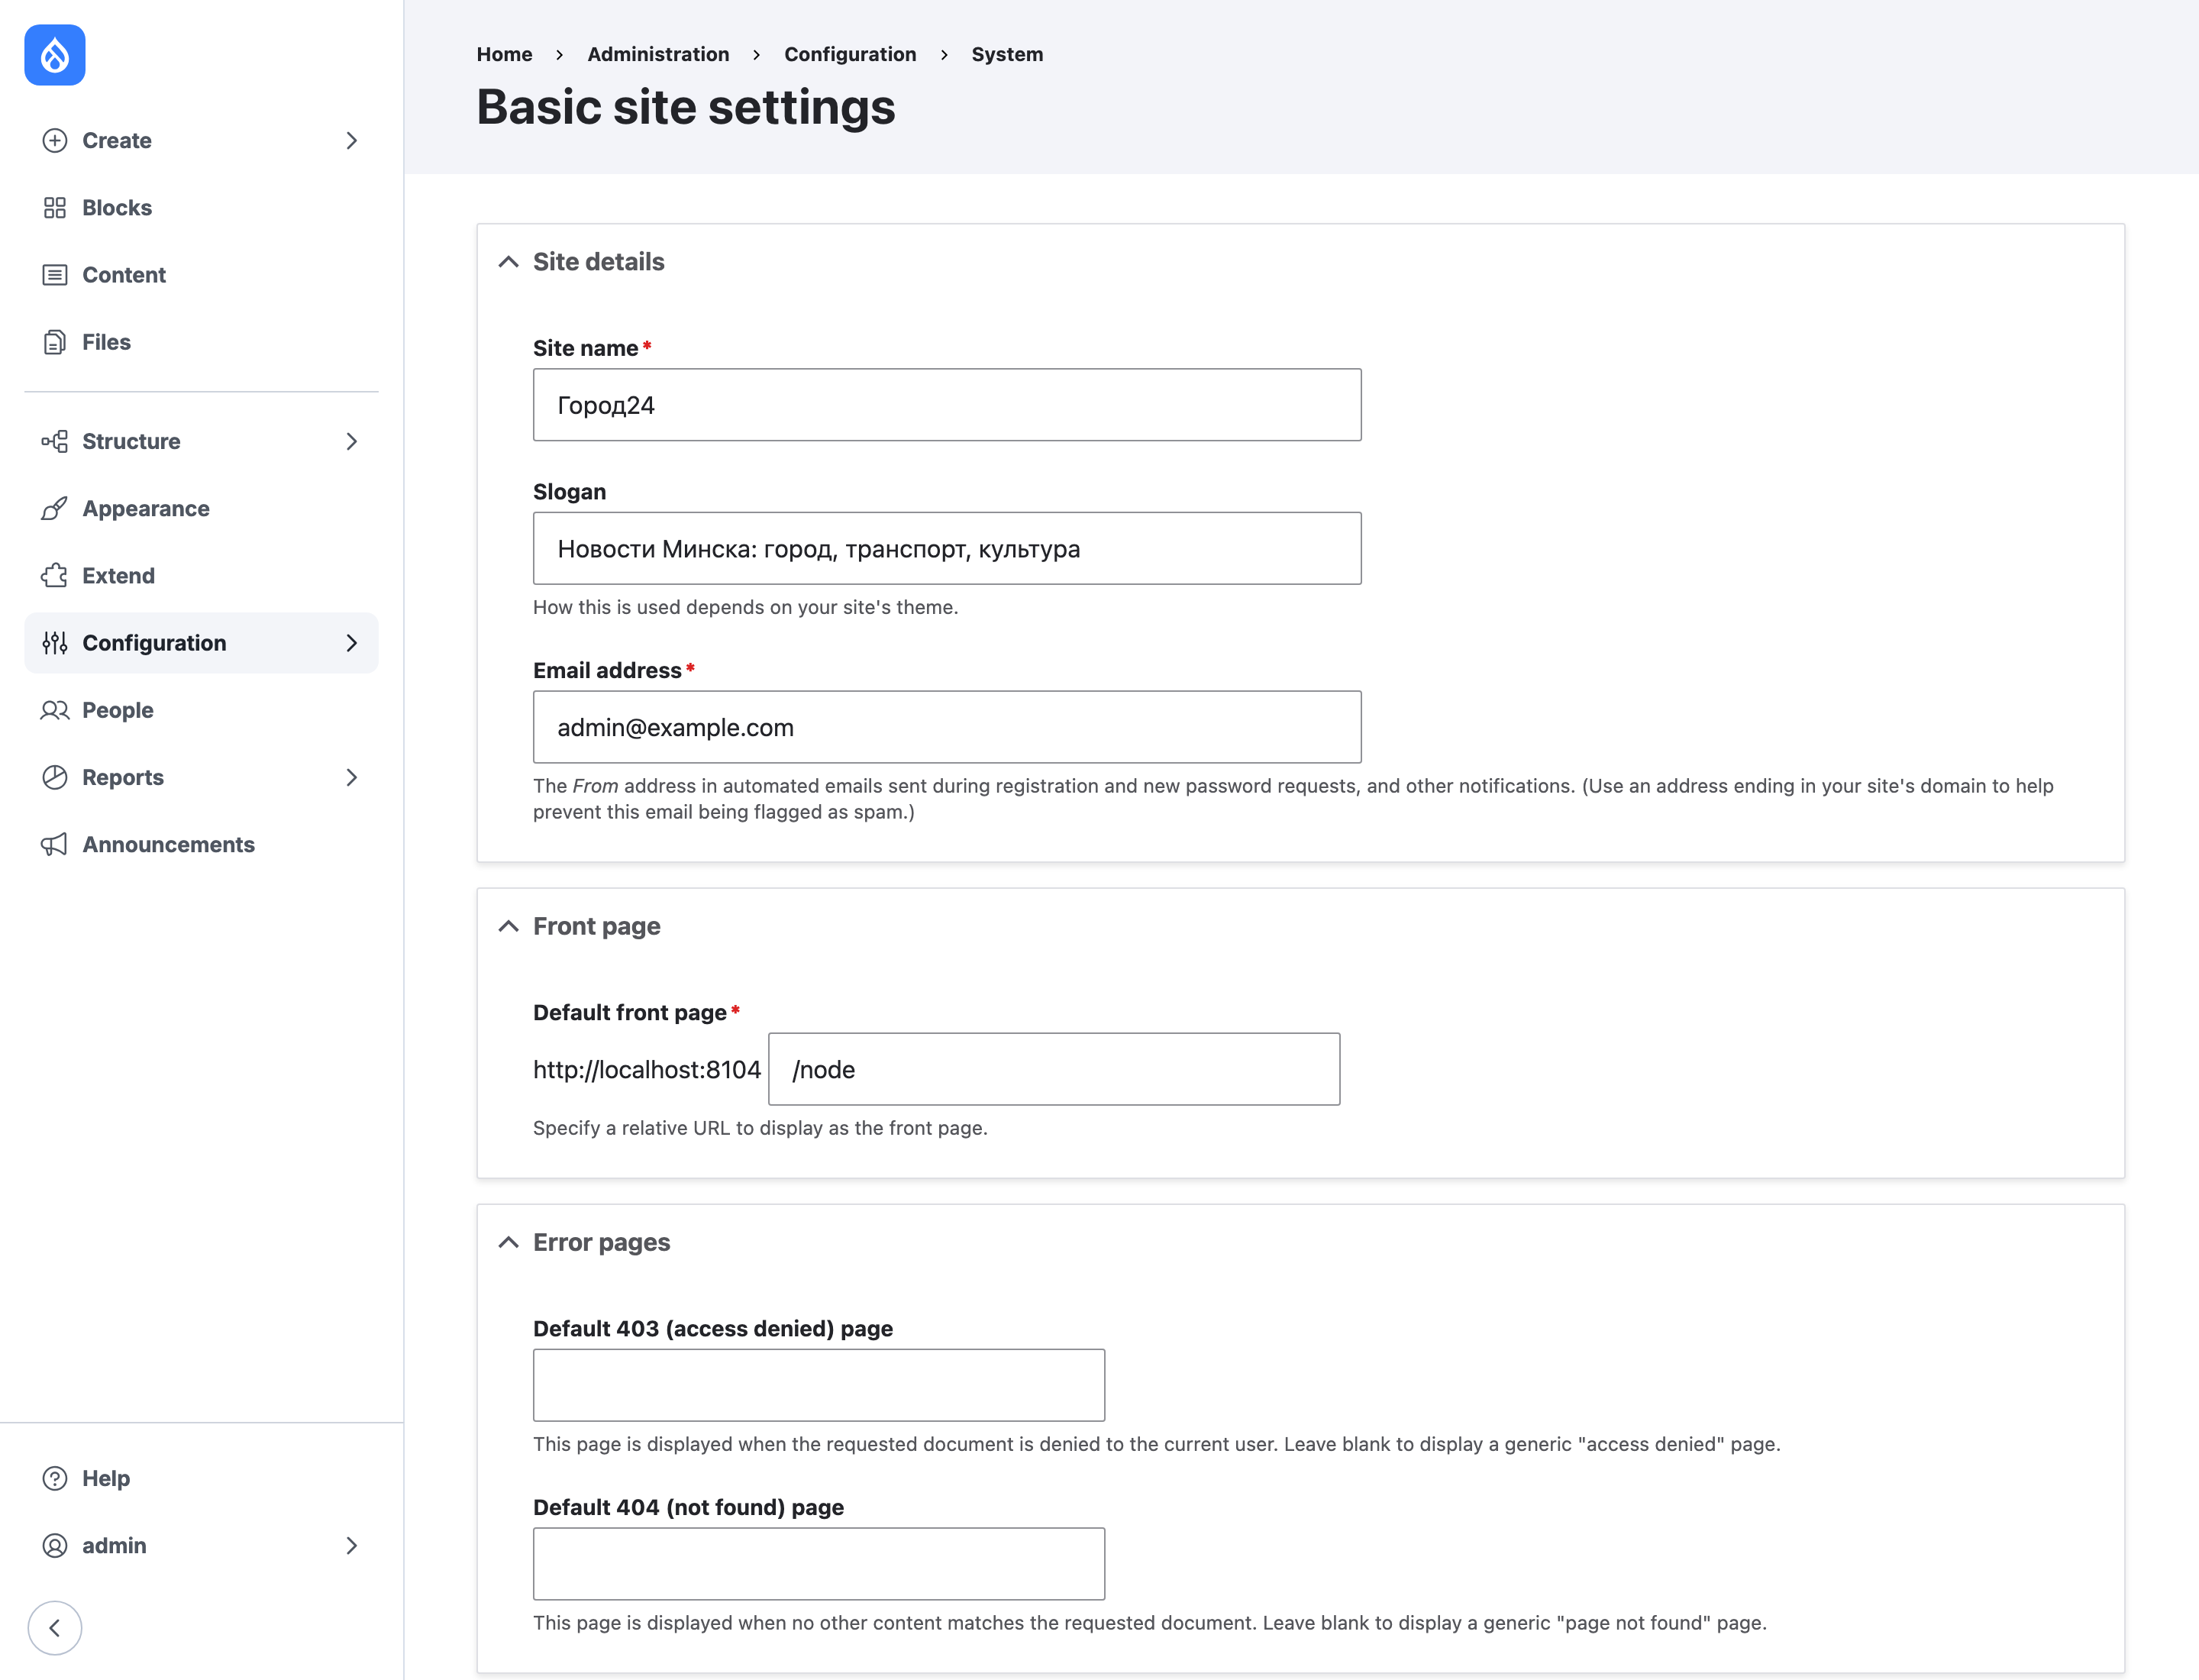 Create
Blocks
Content
Files
Structure
Appearance
Extend
Configuration
People
Reports
Announcements
Help
admin
Home > Administration > Configuration > System
Basic site settings
Site details
Site name*
Город24
Slogan
Новости Минска: город, транспорт, культура
How this is used depends on your site's theme.
Email address*
admin@example.com
The From address in automated emails sent during registration and new password requests, and other notifications. (Use an address ending in your site's domain to help
prevent this email being flagged as spam.)
Front page
Default front page*
http://localhost:8104 /node
Specify a relative URL to display as the front page.
Error pages
Default 403 (access denied) page
This page is displayed when the requested document is denied to the current user. Leave blank to display a generic "access denied" page.
Default 404 (not found) page
This page is displayed when no other content matches the requested document. Leave blank to display a generic "page not found" page.